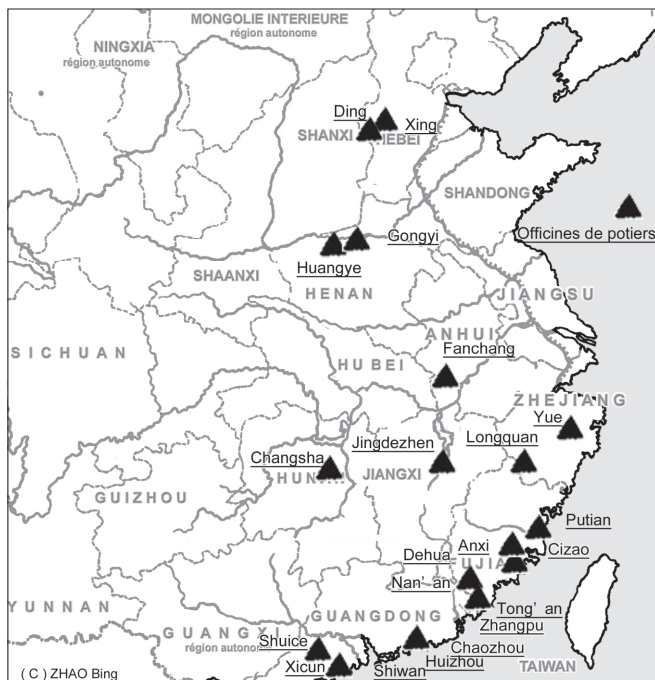 MONGOLIE INTERIEURE
région autonome
NINGXIA
région autonome
Ding
Xing
SHANXI
HEBEI
SHANDONG
Officines de potiers
Gongyi
Huangye
SHAANXI
HENAN
JIANGSU
ANHUI
Fanchang
SICHUAN
HUBEI
ZHEJIANG
Yue
Jingdezhen
Longquan
Changsha
HUNAN
JIANGXI
GUIZHOU
Putian
Anxi
Cizao
Dehua
FUJIA
Nan' an
Tong' an
Zhangpu
YUNNAN
GUANGXI
région autonome
GUANGDONG
Shuice
Chaozhou
Huizhou
Xicun
Shiwan
TAIWAN
( C ) ZHAO Bing